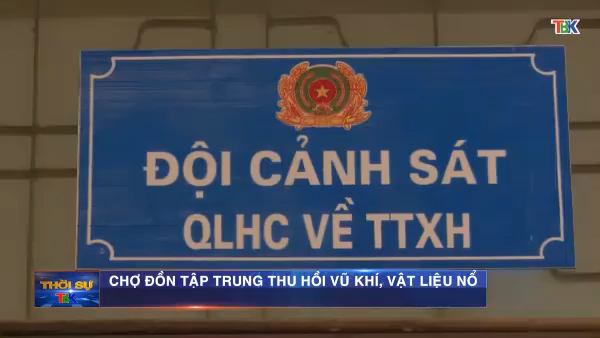 TBK
ĐỘI CẢNH SÁT
QLHC VỀ TTXH
THỜI SỰ
TBK
CHỢ ĐỒN TẬP TRUNG THU HỒI VŨ KHÍ, VẬT LIỆU NỔ